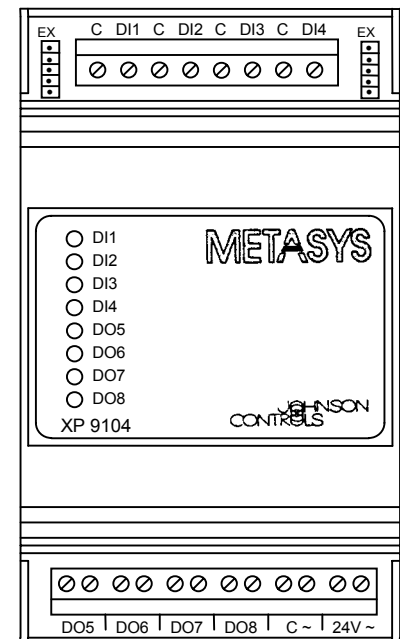 EX C DI1 C DI2 C DI3 C DI4 EX
DI1
DI2
DI3
DI4
DO5
DO6
DO7
DO8
XP 9104
METASYS
JOHNSON
CONTROLS
DO5 DO6 DO7 DO8 C ~ 24V ~